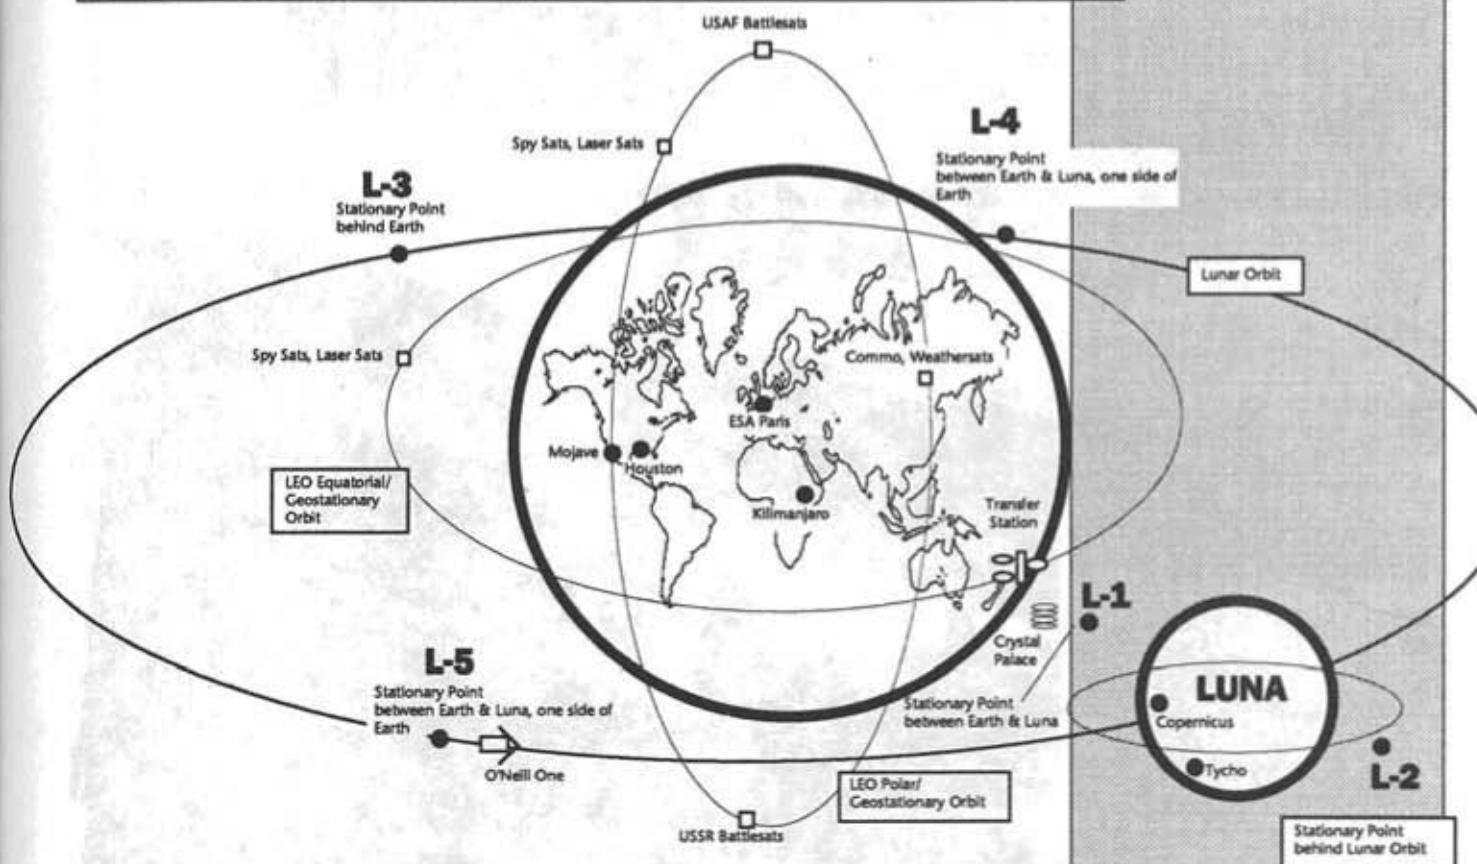 USAF Battlesats
Spy Sats, Laser Sats
L-4
Stationary Point
between Earth & Luna, one side of
Earth
L-3
Stationary Point
behind Earth
Lunar Orbit
Spy Sats, Laser Sats
Commo, Weathersats
ESA Paris
Mojave
Houston
LEO Equatorial/
Geostationary
Orbit
Kilimanjaro
Transfer
Station
L-1
Crystal
Palace
L-5
Stationary Point
between Earth & Luna, one side of
Earth
Stationary Point
between Earth & Luna
LUNA
Copernicus
O'Neill One
Tycho
L-2
LEO Polar/
Geostationary Orbit
USSR Battlesats
Stationary Point
behind Lunar Orbit